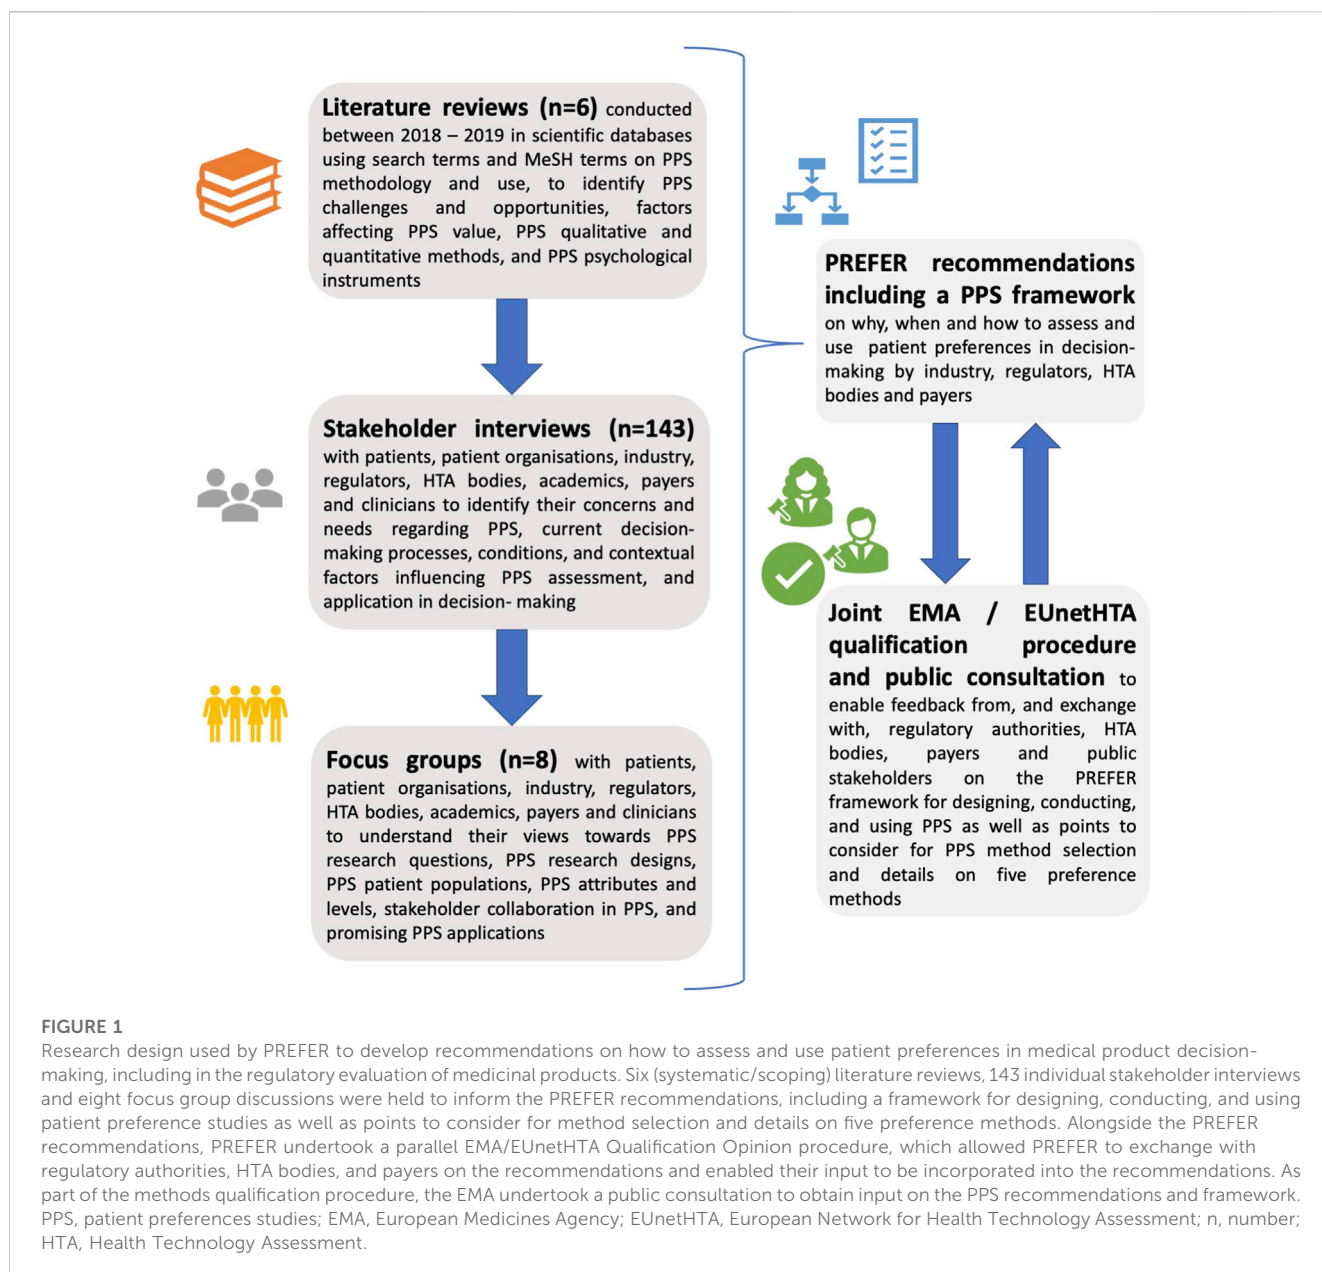 Literature reviews (n=6) conducted
between 2018 – 2019 in scientific databases
using search terms and MeSH terms on PPS
methodology and use, to identify PPS
challenges and opportunities, factors
affecting PPS value, PPS qualitative and
quantitative methods, and PPS psychological
instruments
Stakeholder interviews (n=143)
with patients, patient organisations, industry,
regulators, HTA bodies, academics, payers
and clinicians to identify their concerns and
needs regarding PPS, current decision-
making processes, conditions, and contextual
factors influencing PPS assessment, and
application in decision- making
Focus groups (n=8) with patients,
patient organisations, industry, regulators,
HTA bodies, academics, payers and clinicians
to understand their views towards PPS
research questions, PPS research designs,
PPS patient populations, PPS attributes and
levels, stakeholder collaboration in PPS, and
promising PPS applications
PREFER recommendations
including a PPS framework
on why, when and how to assess and
use patient preferences in decision-
making by industry, regulators, HTA
bodies and payers
Joint EMA / EUnetHTA
qualification procedure
and public consultation to
enable feedback from, and exchange
with, regulatory authorities, HTA
bodies, payers and public
stakeholders on the PREFER
framework for designing, conducting,
and using PPS as well as points to
consider for PPS method selection
and details on five preference
methods
FIGURE 1
Research design used by PREFER to develop recommendations on how to assess and use patient preferences in medical product decision-
making, including in the regulatory evaluation of medicinal products. Six (systematic/scoping) literature reviews, 143 individual stakeholder interviews
and eight focus group discussions were held to inform the PREFER recommendations, including a framework for designing, conducting, and using
patient preference studies as well as points to consider for method selection and details on five preference methods. Alongside the PREFER
recommendations, PREFER undertook a parallel EMA/EUnetHTA Qualification Opinion procedure, which allowed PREFER to exchange with
regulatory authorities, HTA bodies, and payers on the recommendations and enabled their input to be incorporated into the recommendations. As
part of the methods qualification procedure, the EMA undertook a public consultation to obtain input on the PPS recommendations and framework.
PPS, patient preferences studies; EMA, European Medicines Agency; EUnetHTA, European Network for Health Technology Assessment; n, number;
HTA, Health Technology Assessment.